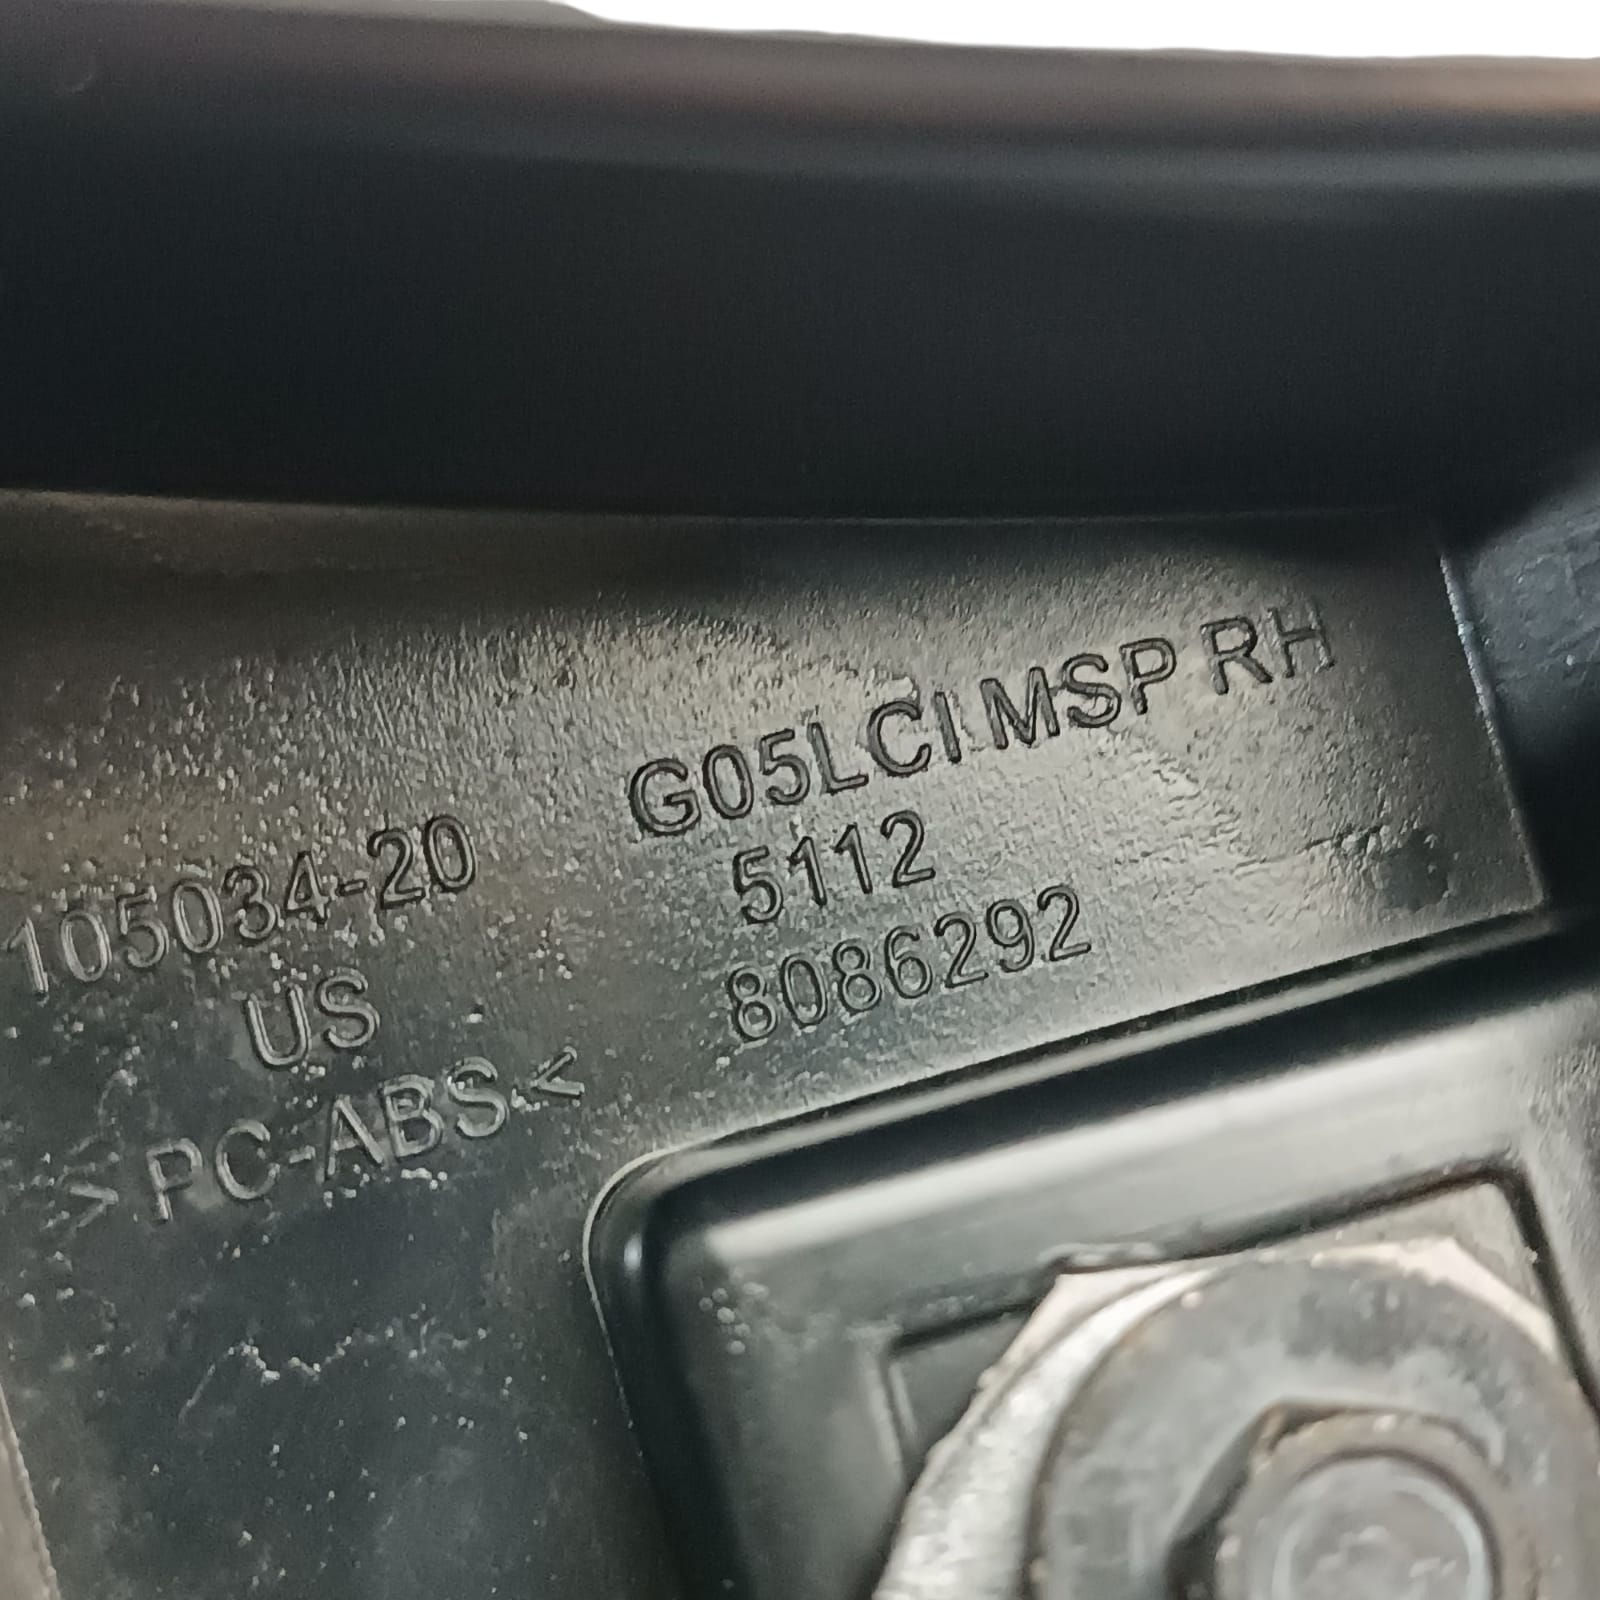 G05LCI MSP RH
5112
8086292
105034-20
US
>PC-ABS<